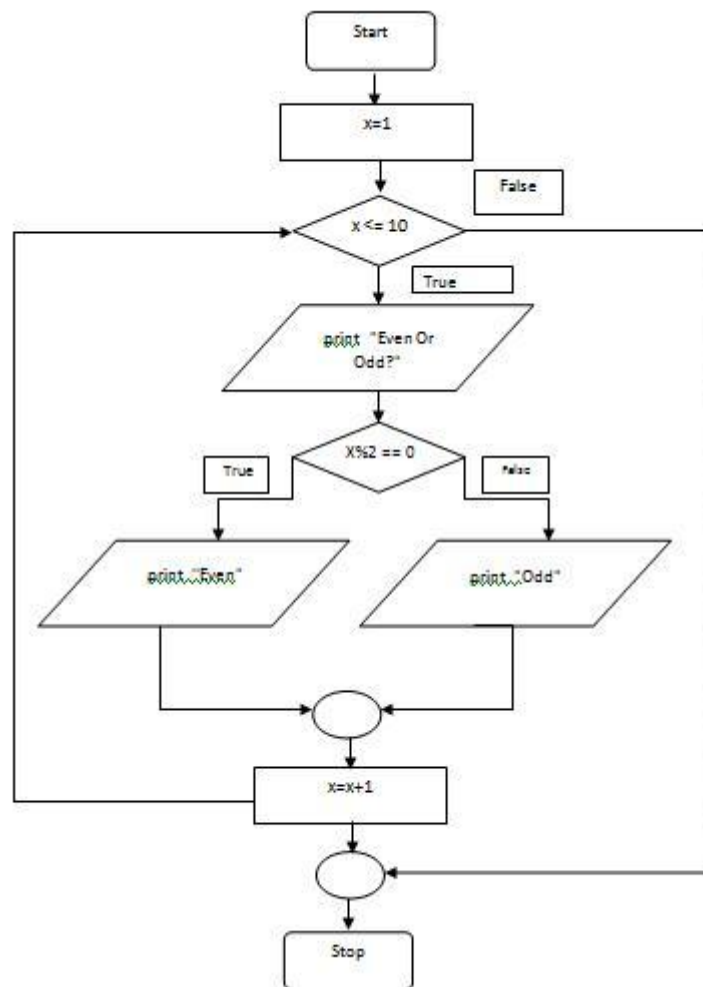 Start
x=1
False
x <= 10
True
print "Even Or
Odd?"
X%2 == 0
True
False
print "Even"
print "Odd"
x=x+1
Stop